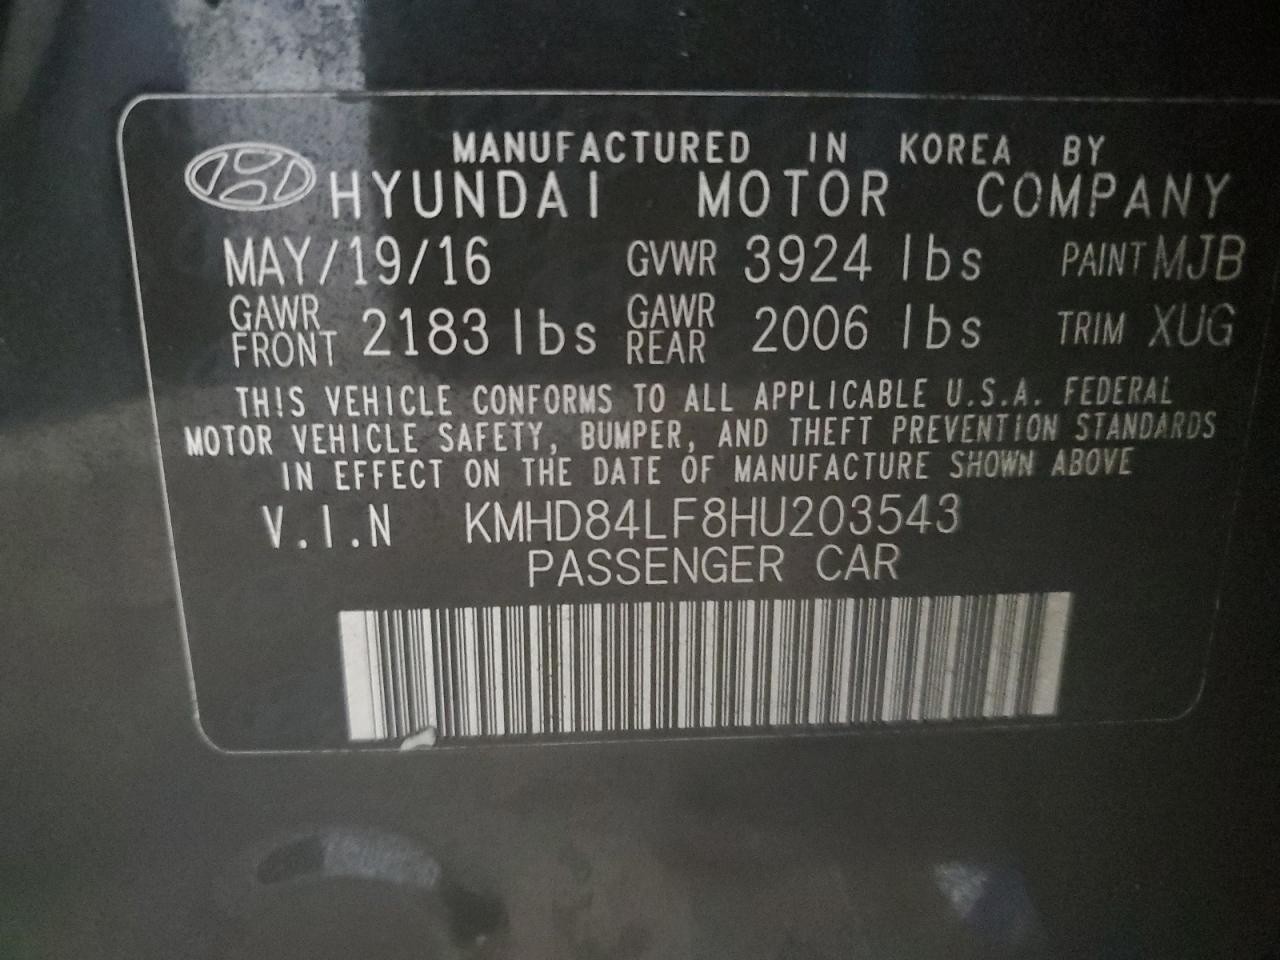 MANUFACTURED IN KOREA BY
HYUNDAI MOTOR COMPANY
MAY/19/16 GVWR 3924 lbs PAINT MJB
GAWR FRONT 2183 lbs GAWR REAR 2006 lbs TRIM XUG
THIS VEHICLE CONFORMS TO ALL APPLICABLE U.S.A. FEDERAL
MOTOR VEHICLE SAFETY, BUMPER, AND THEFT PREVENTION STANDARDS
IN EFFECT ON THE DATE OF MANUFACTURE SHOWN ABOVE
V.I.N KMHD84LF8HU203543
PASSENGER CAR